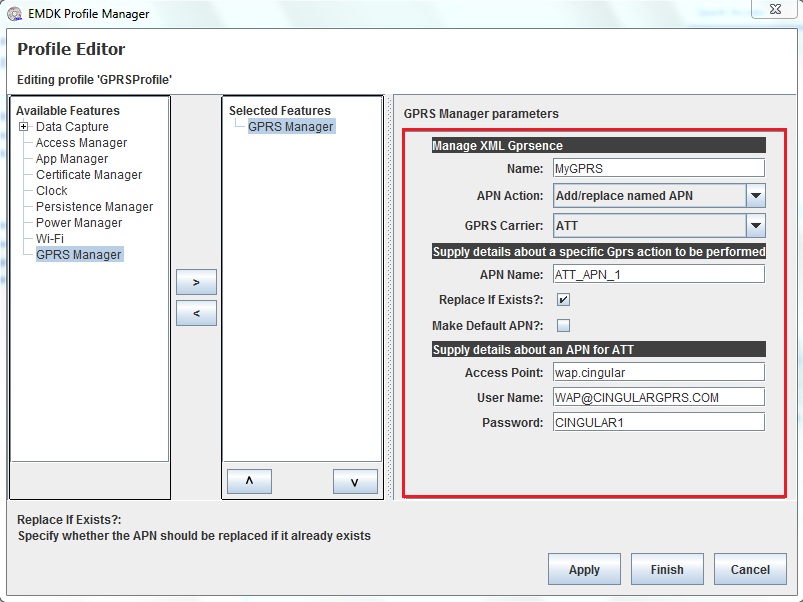 EMDK Profile Manager
Profile Editor
Editing profile 'GPRSProfile'
Available Features
Data Capture
Access Manager
App Manager
Certificate Manager
Clock
Persistence Manager
Power Manager
Wi-Fi
GPRS Manager
>
<
Selected Features
GPRS Manager
ʌ
v
GPRS Manager parameters
Manage XML Gprsence
Name: MyGPRS
APN Action: Add/replace named APN
GPRS Carrier: ATT
Supply details about a specific Gprs action to be performed
APN Name: ATT_APN_1
Replace If Exists?:
Make Default APN?:
Supply details about an APN for ATT
Access Point: wap.cingular
User Name: WAP@CINGULARGPRS.COM
Password: CINGULAR1
Replace If Exists?:
Specify whether the APN should be replaced if it already exists
Apply Finish Cancel